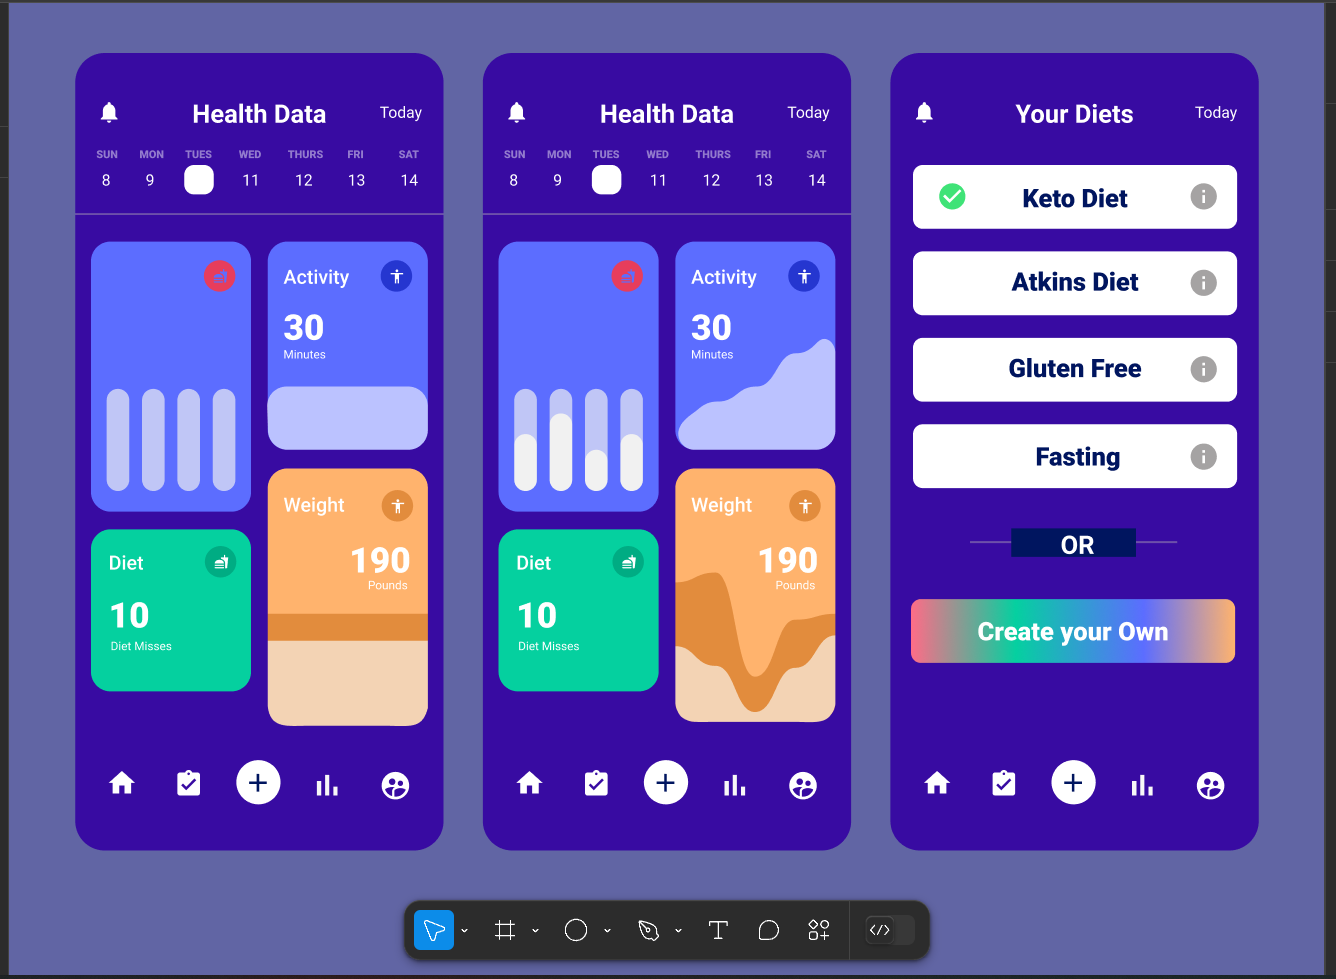 Health Data
Today
SUN MON TUES WED THURS FRI SAT
8 9 11 12 13 14
Activity
30
Minutes
Weight
190
Pounds
Diet
10
Diet Misses
Health Data
Today
SUN MON TUES WED THURS FRI SAT
8 9 11 12 13 14
Activity
30
Minutes
Weight
190
Pounds
Diet
10
Diet Misses
Your Diets
Today
Keto Diet
Atkins Diet
Gluten Free
Fasting
OR
Create your Own